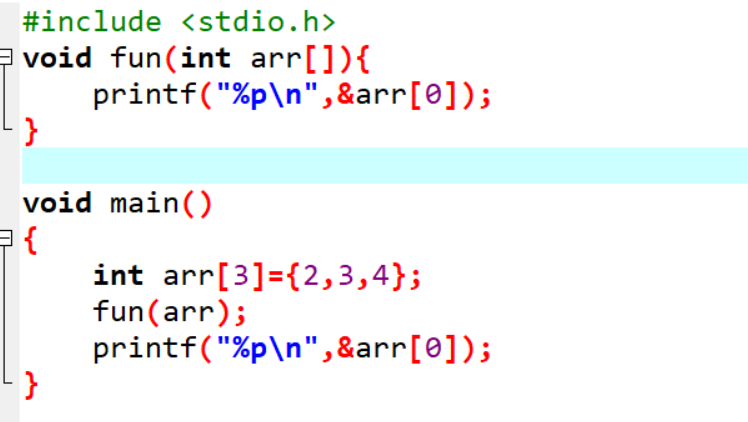 #include <stdio.h>
void fun(int arr[]){
    printf("%p\n",&arr[0]);
}
void main()
{
    int arr[3]={2,3,4};
    fun(arr);
    printf("%p\n",&arr[0]);
}